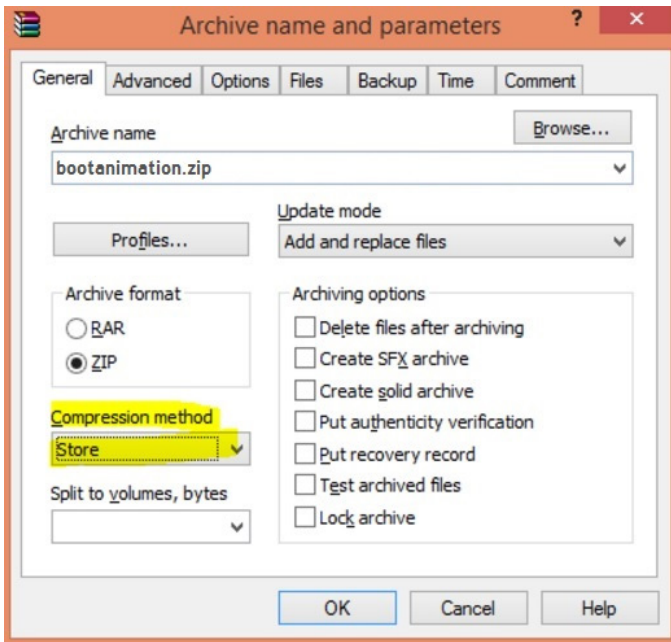 Archive name and parameters
?
General Advanced Options Files Backup Time Comment
Archive name
Browse...
bootanimation.zip
Profiles...
Update mode
Add and replace files
Archive format
RAR
ZIP
Compression method
Store
Split to volumes, bytes
Archiving options
Delete files after archiving
Create SFX archive
Create solid archive
Put authenticity verification
Put recovery record
Test archived files
Lock archive
OK Cancel Help